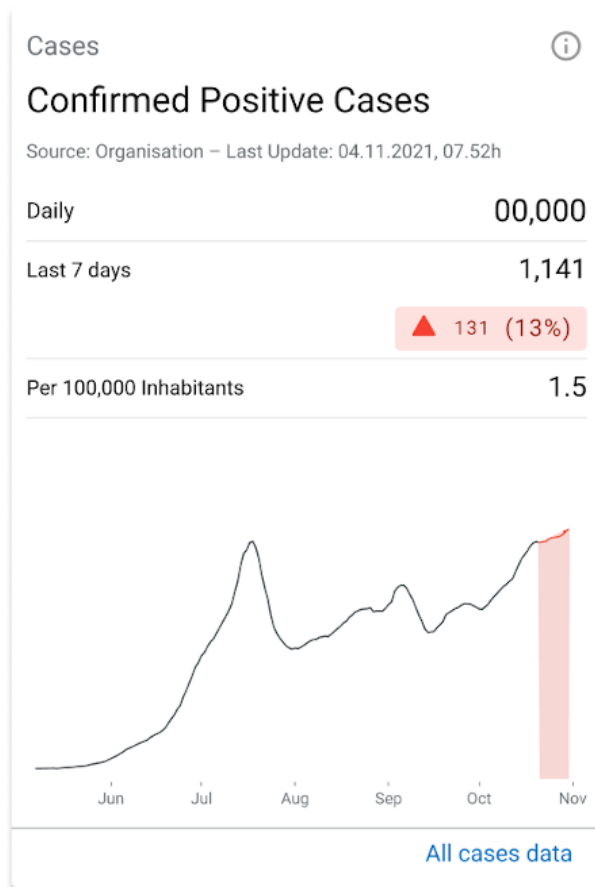 Cases
Confirmed Positive Cases
Source: Organisation – Last Update: 04.11.2021, 07.52h
Daily 00,000
Last 7 days 1,141
131 (13%)
Per 100,000 Inhabitants 1.5
Jun Jul Aug Sep Oct Nov
All cases data